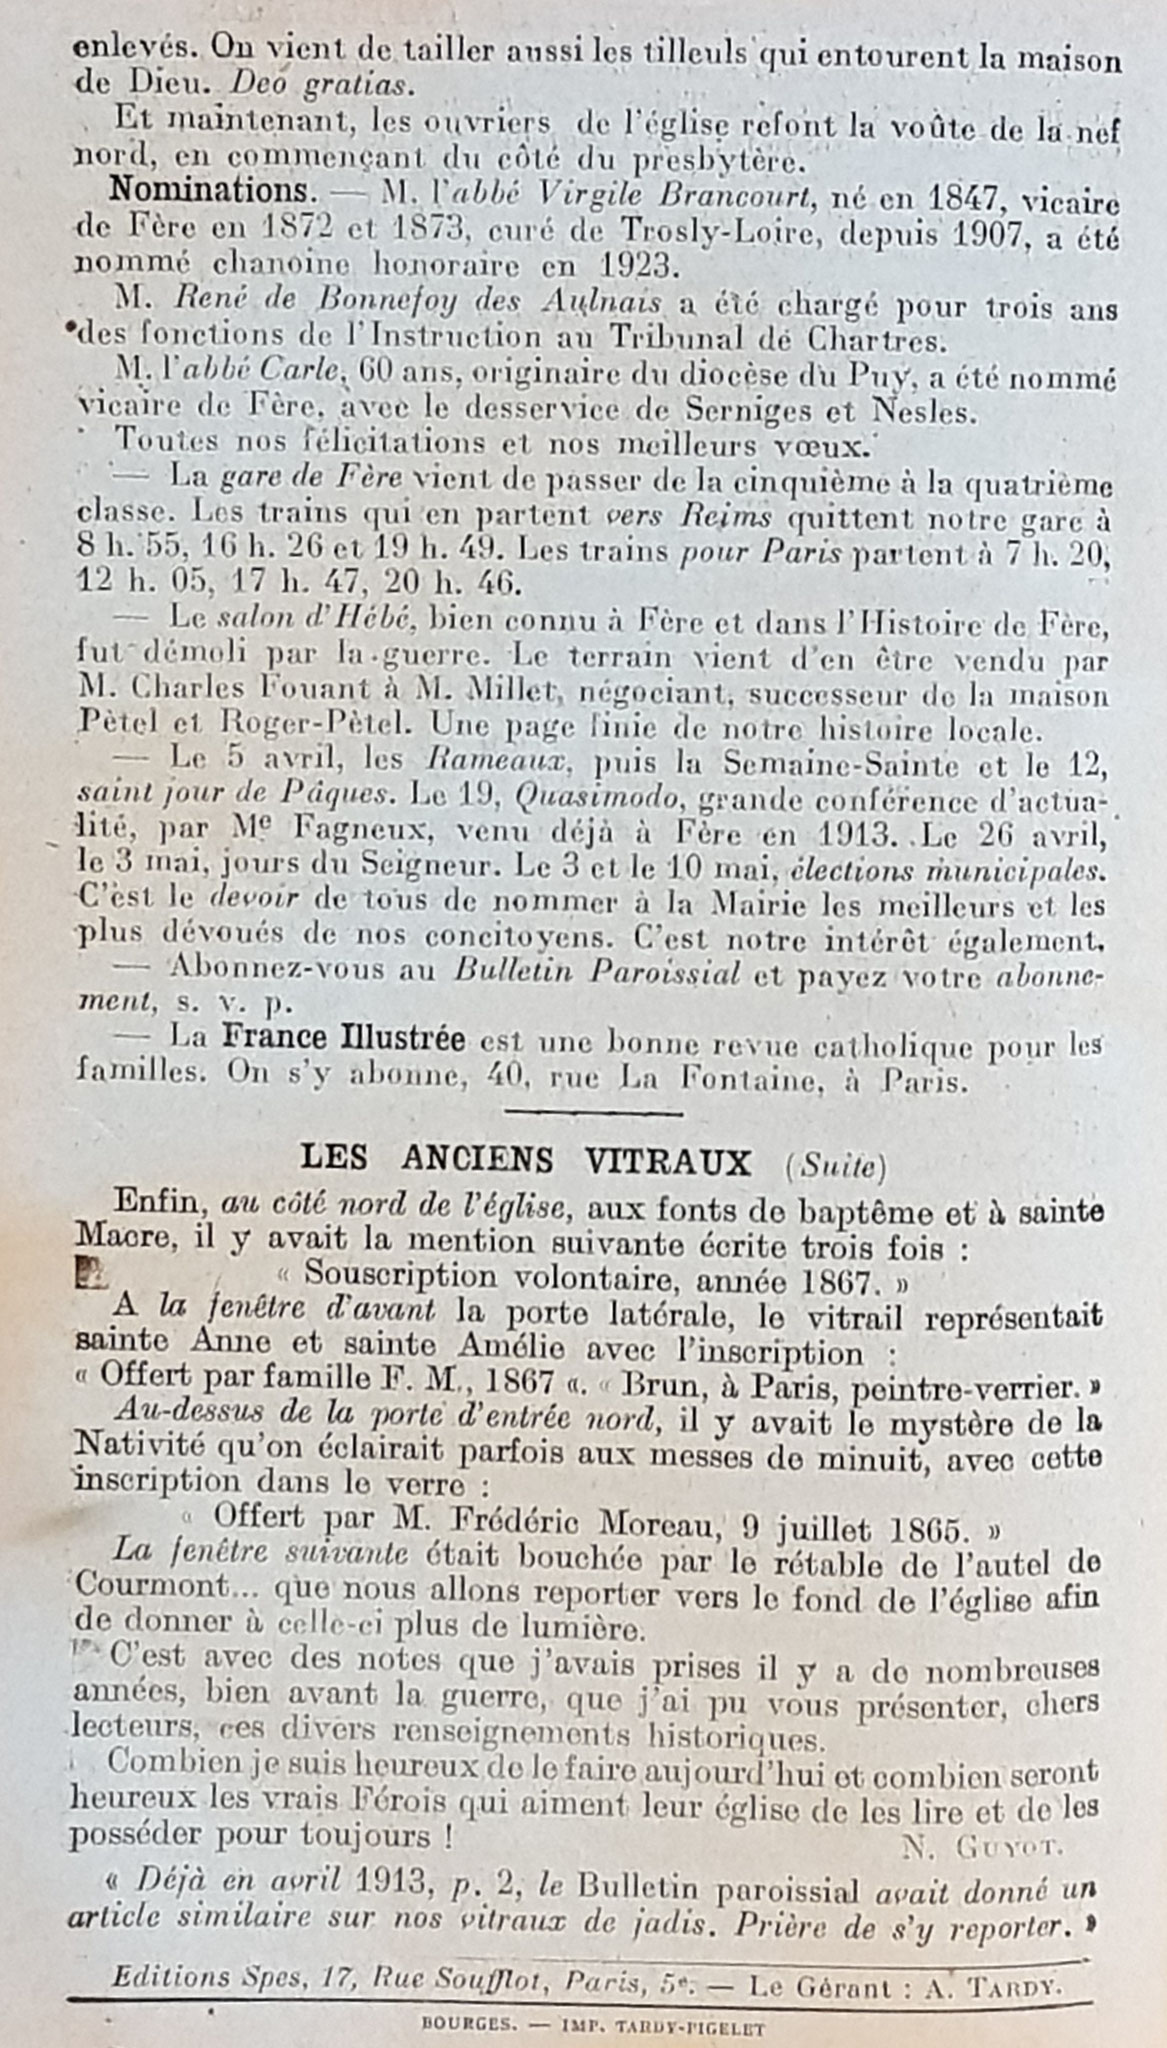 enlevés. On vient de tailler aussi les tilleuls qui entourent la maison
de Dieu. Deo gratias.
Et maintenant, les ouvriers de l'église refont la voûte de la nef
nord, en commençant du côté du presbytère.
Nominations. — M. l'abbé Virgile Brancourt, né en 1847, vicaire
de Fère en 1872 et 1873, curé de Trosly-Loire, depuis 1907, a été
nommé chanoine honoraire en 1923.
M. René de Bonnefoy des Aulnais a été chargé pour trois ans
des fonctions de l'Instruction au Tribunal de Chartres.
M. l'abbé Carle, 60 ans, originaire du diocèse du Puy, a été nommé
vicaire de Fère, avec le desservice de Serniges et Nesles.
Toutes nos félicitations et nos meilleurs vœux.
— La gare de Fère vient de passer de la cinquième à la quatrième
classe. Les trains qui en partent vers Reims quittent notre gare à
8 h. 55, 16 h. 26 et 19 h. 49. Les trains pour Paris partent à 7 h. 20,
12 h. 05, 17 h. 47, 20 h. 46.
— Le salon d'Hébé, bien connu à Fère et dans l'Histoire de Fère,
fut démoli par la guerre. Le terrain vient d'en être vendu par
M. Charles Fouant à M. Millet, négociant, successeur de la maison
Pètel et Roger-Pètel. Une page finie de notre histoire locale.
— Le 5 avril, les Rameaux, puis la Semaine-Sainte et le 12,
saint jour de Pâques. Le 19, Quasimodo, grande conférence d'actua-
lité, par Me Fagneux, venu déjà à Fère en 1913. Le 26 avril,
le 3 mai, jours du Seigneur. Le 3 et le 10 mai, élections municipales.
C'est le devoir de tous de nommer à la Mairie les meilleurs et les
plus dévoués de nos concitoyens. C'est notre intérêt également.
— Abonnez-vous au Bulletin Paroissial et payez votre abonne-
ment, s. v. p.
— La France Illustrée est une bonne revue catholique pour les
familles. On s'y abonne, 40, rue La Fontaine, à Paris.
LES ANCIENS VITRAUX (Suite)
Enfin, au côté nord de l'église, aux fonts de baptême et à sainte
Macre, il y avait la mention suivante écrite trois fois :
« Souscription volontaire, année 1867. »
A la fenêtre d'avant la porte latérale, le vitrail représentait
sainte Anne et sainte Amélie avec l'inscription :
« Offert par famille F. M., 1867 «. « Brun, à Paris, peintre-verrier. »
Au-dessus de la porte d'entrée nord, il y avait le mystère de la
Nativité qu'on éclairait parfois aux messes de minuit, avec cette
inscription dans le verre :
« Offert par M. Frédéric Moreau, 9 juillet 1865. »
La fenêtre suivante était bouchée par le rétable de l'autel de
Courmont... que nous allons reporter vers le fond de l'église afin
de donner à celle-ci plus de lumière.
C'est avec des notes que j'avais prises il y a de nombreuses
années, bien avant la guerre, que j'ai pu vous présenter, chers
lecteurs, ces divers renseignements historiques.
Combien je suis heureux de le faire aujourd'hui et combien seront
heureux les vrais Férois qui aiment leur église de les lire et de les
posséder pour toujours ! N. GUYOT.
« Déjà en avril 1913, p. 2, le Bulletin paroissial avait donné un
article similaire sur nos vitraux de jadis. Prière de s'y reporter. »
Editions Spes, 17, Rue Soufflot, Paris, 5e. — Le Gérant : A. TARDY.
BOURGES. — IMP. TARDY-PIGELET